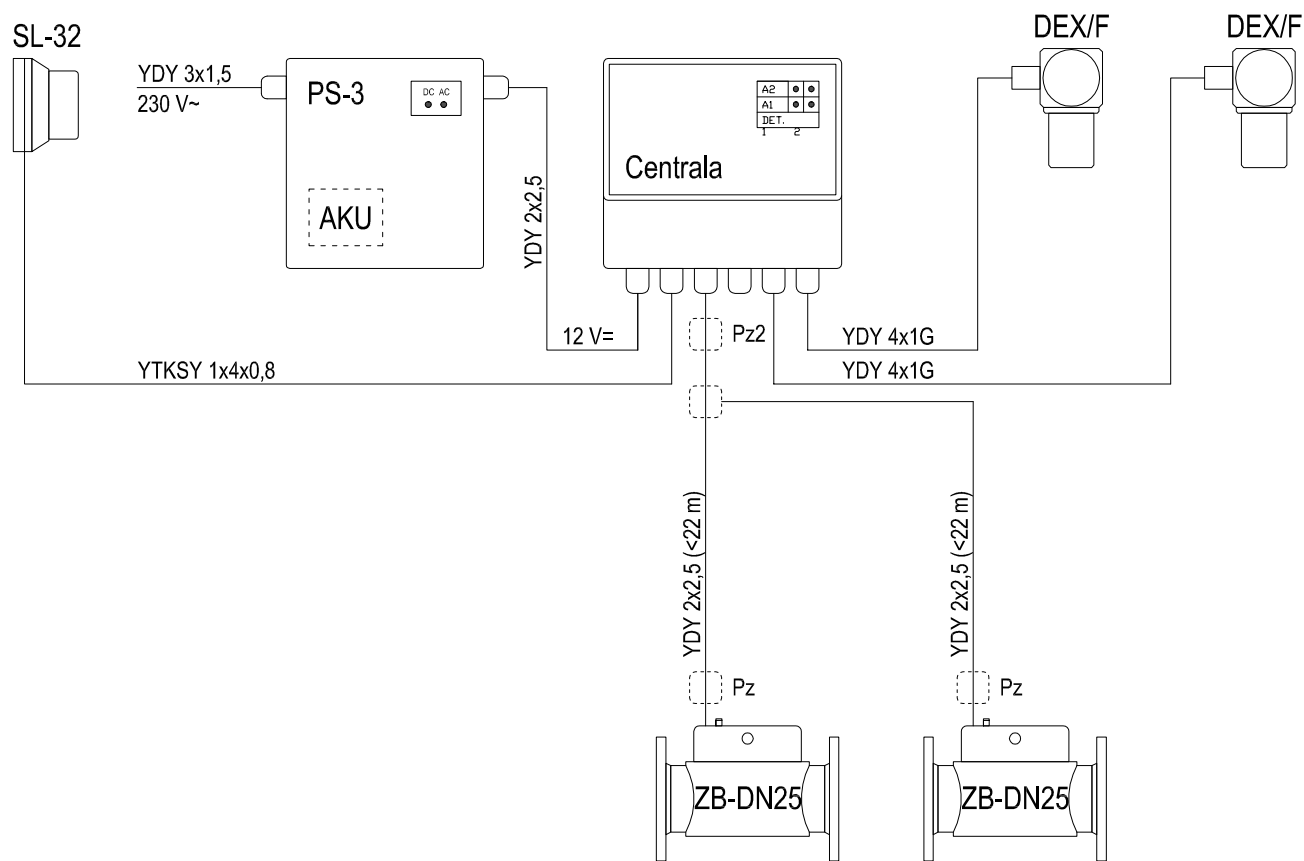 SL-32
YDY 3x1,5
230 V~
PS-3
DC AC
AKU
YDY 2x2,5
12 V=
YTKSY 1x4x0,8
Centrala
A2
A1
DET.
1 2
DEX/F
DEX/F
Pz2
YDY 4x1G
YDY 4x1G
YDY 2x2,5 (<22 m)
YDY 2x2,5 (<22 m)
Pz
Pz
ZB-DN25
ZB-DN25